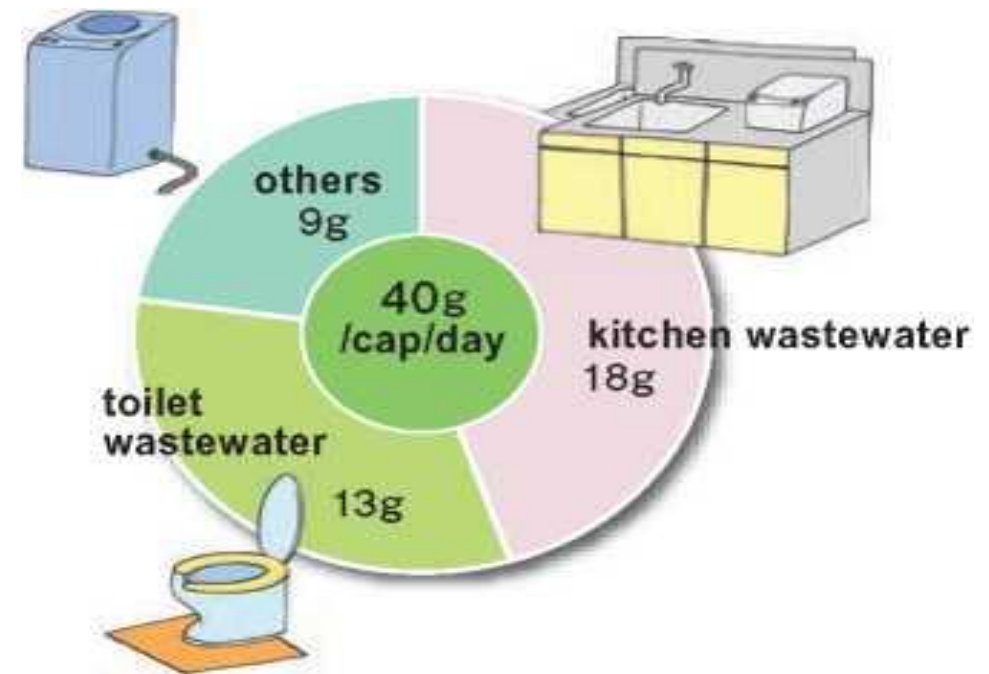 others
9g
40g
/cap/day
kitchen wastewater
18g
toilet
wastewater
13g